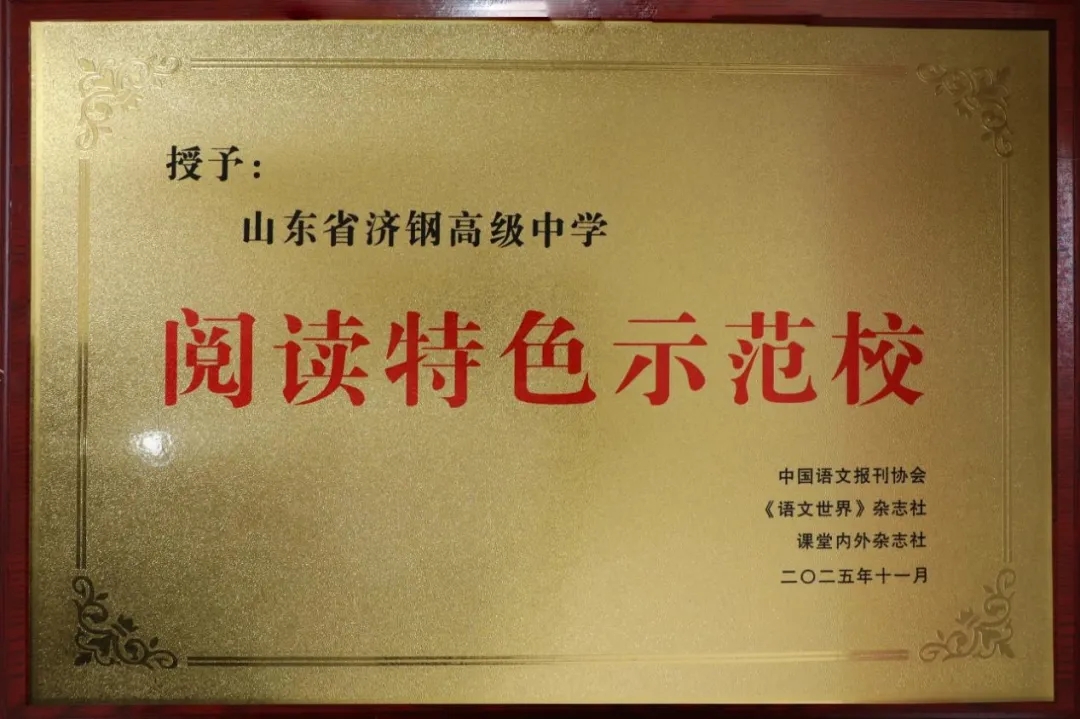 授予：
山东省济钢高级中学
阅读特色示范校
中国语文报刊协会
《语文世界》杂志社
课堂内外杂志社
二〇二五年十一月